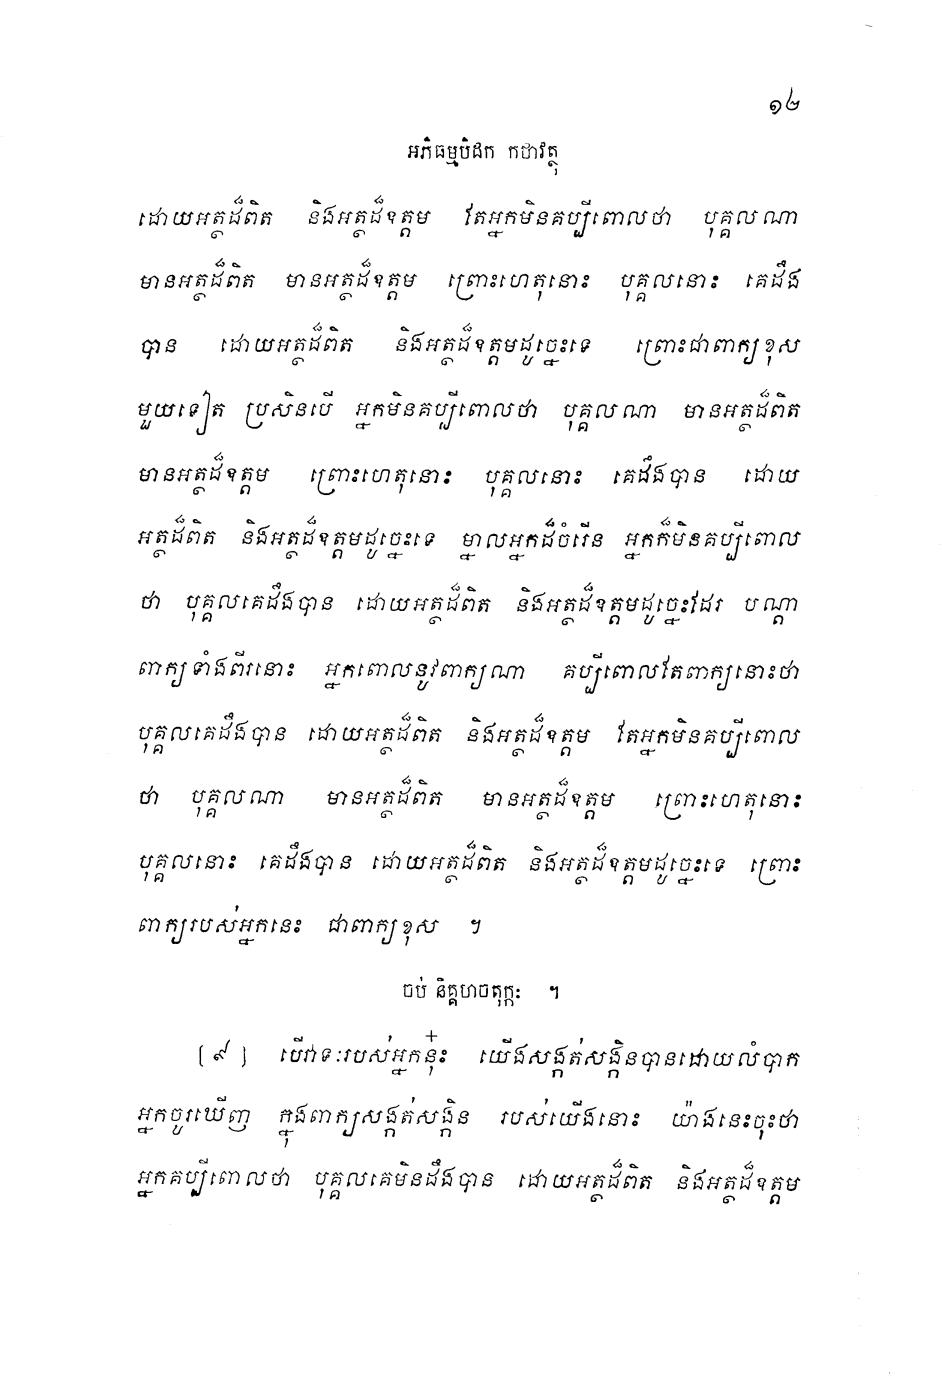 ១២
អភិធម្មបិដក កថាវត្ថុ
ដោយអត្ថដ៏ពិត និងអត្ថដ៏ឧត្តម តែអ្នកមិនគប្បីពោលថា បុគ្គលណា
មានអត្ថដ៏ពិត មានអត្ថដ៏ឧត្តម ព្រោះហេតុនោះ បុគ្គលនោះ គេដឹង
បាន ដោយអត្ថដ៏ពិត និងអត្ថដ៏ឧត្តមដូច្នេះទេ ព្រោះជាពាក្យខុស
មួយទៀត ប្រសិនបើ អ្នកមិនគប្បីពោលថា បុគ្គលណា មានអត្ថដ៏ពិត
មានអត្ថដ៏ឧត្តម ព្រោះហេតុនោះ បុគ្គលនោះ គេដឹងបាន ដោយ
អត្ថដ៏ពិត និងអត្ថដ៏ឧត្តមដូច្នេះទេ ម្នាលអ្នកដ៏ចំរើន អ្នកក៏មិនគប្បីពោល
ថា បុគ្គលគេដឹងបាន ដោយអត្ថដ៏ពិត និងអត្ថដ៏ឧត្តមដូច្នេះដែរ បណ្តា
ពាក្យទាំងពីរនោះ អ្នកពោលនូវពាក្យណា គប្បីពោលតែពាក្យនោះថា
បុគ្គលគេដឹងបាន ដោយអត្ថដ៏ពិត និងអត្ថដ៏ឧត្តម តែអ្នកមិនគប្បីពោល
ថា បុគ្គលណា មានអត្ថដ៏ពិត មានអត្ថដ៏ឧត្តម ព្រោះហេតុនោះ
បុគ្គលនោះ គេដឹងបាន ដោយអត្ថដ៏ពិត និងអត្ថដ៏ឧត្តមដូច្នេះទេ ព្រោះ
ពាក្យរបស់អ្នកនេះ ជាពាក្យខុស ។
ចប់ និគ្គហចតុក្កៈ ។
[៩] បើវាទៈរបស់អ្នកនុ៎ះ យើងសង្កត់សង្កិនបានដោយលំបាក
អ្នកចូរឃើញ ក្នុងពាក្យសង្កត់សង្កិន របស់យើងនោះ យ៉ាងនេះចុះថា
អ្នកគប្បីពោលថា បុគ្គលគេមិនដឹងបាន ដោយអត្ថដ៏ពិត និងអត្ថដ៏ឧត្តម